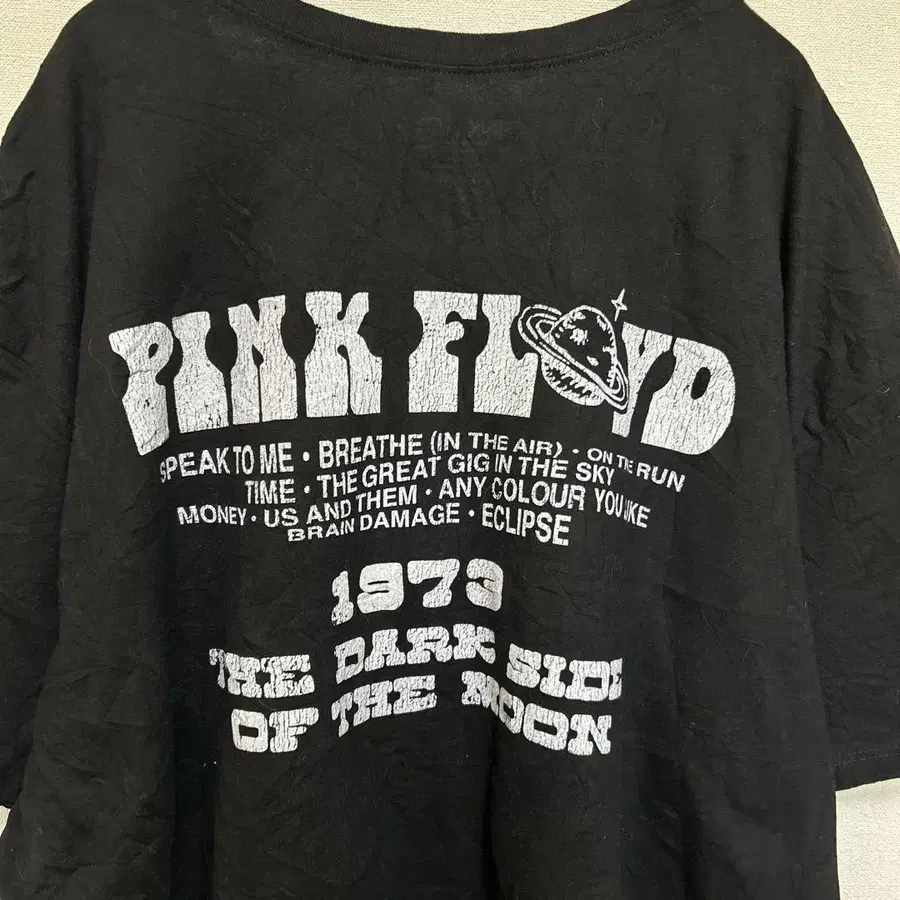 PINK FLOYD
SPEAK TO ME • BREATHE (IN THE AIR) • ON THE RUN
TIME • THE GREAT GIG IN THE SKY
MONEY • US AND THEM • ANY COLOUR YOU LIKE
BRAIN DAMAGE • ECLIPSE
1973
THE DARK SIDE
OF THE MOON